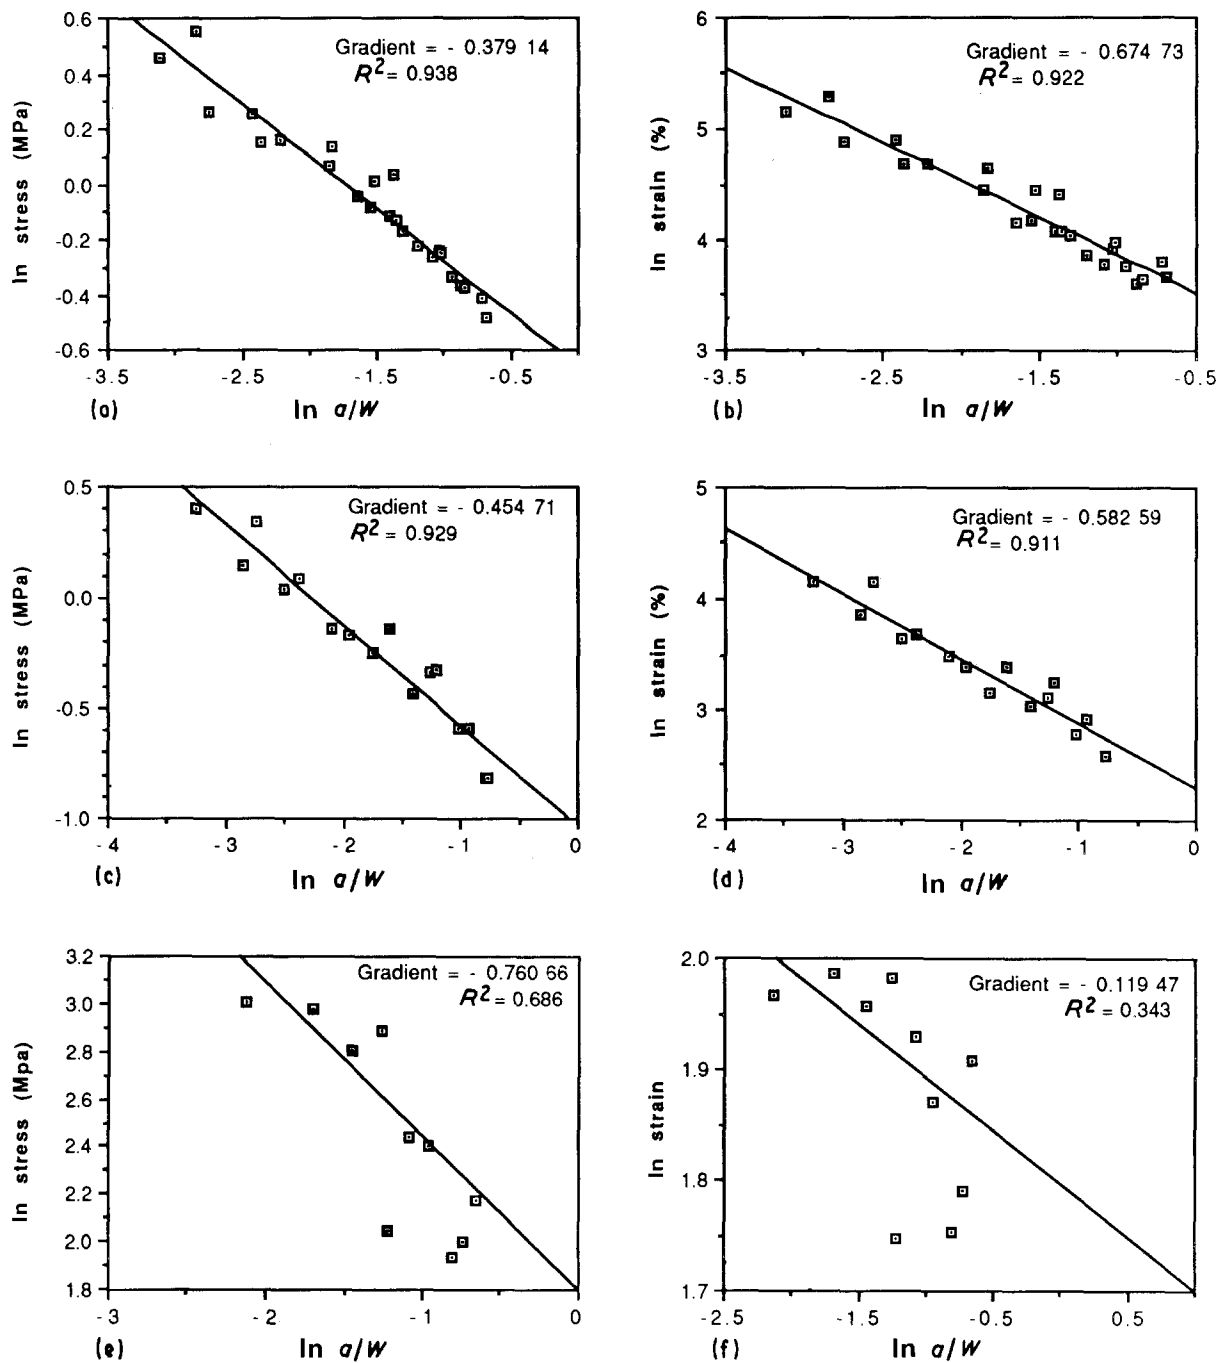 Gradient = - 0.379 14
R² = 0.938
ln stress (MPa)
0.6
0.4
0.2
0.0
-0.2
-0.4
-0.6
-3.5 -2.5 -1.5 -0.5
(a) ln a/W
Gradient = - 0.674 73
R² = 0.922
ln strain (%)
6
5
4
3
-3.5 -2.5 -1.5 -0.5
(b) ln a/W
Gradient = - 0.454 71
R² = 0.929
ln stress (MPa)
0.5
0.0
-0.5
-1.0
-4 -3 -2 -1 0
(c) ln a/W
Gradient = - 0.582 59
R² = 0.911
ln strain (%)
5
4
3
2
-4 -3 -2 -1 0
(d) ln a/W
Gradient = - 0.760 66
R² = 0.686
ln stress (Mpa)
3.2
3.0
2.8
2.6
2.4
2.2
2.0
1.8
-3 -2 -1 0
(e) ln a/W
Gradient = - 0.119 47
R² = 0.343
ln strain
2.0
1.9
1.8
1.7
-2.5 -1.5 -0.5 0.5
(f) ln a/W